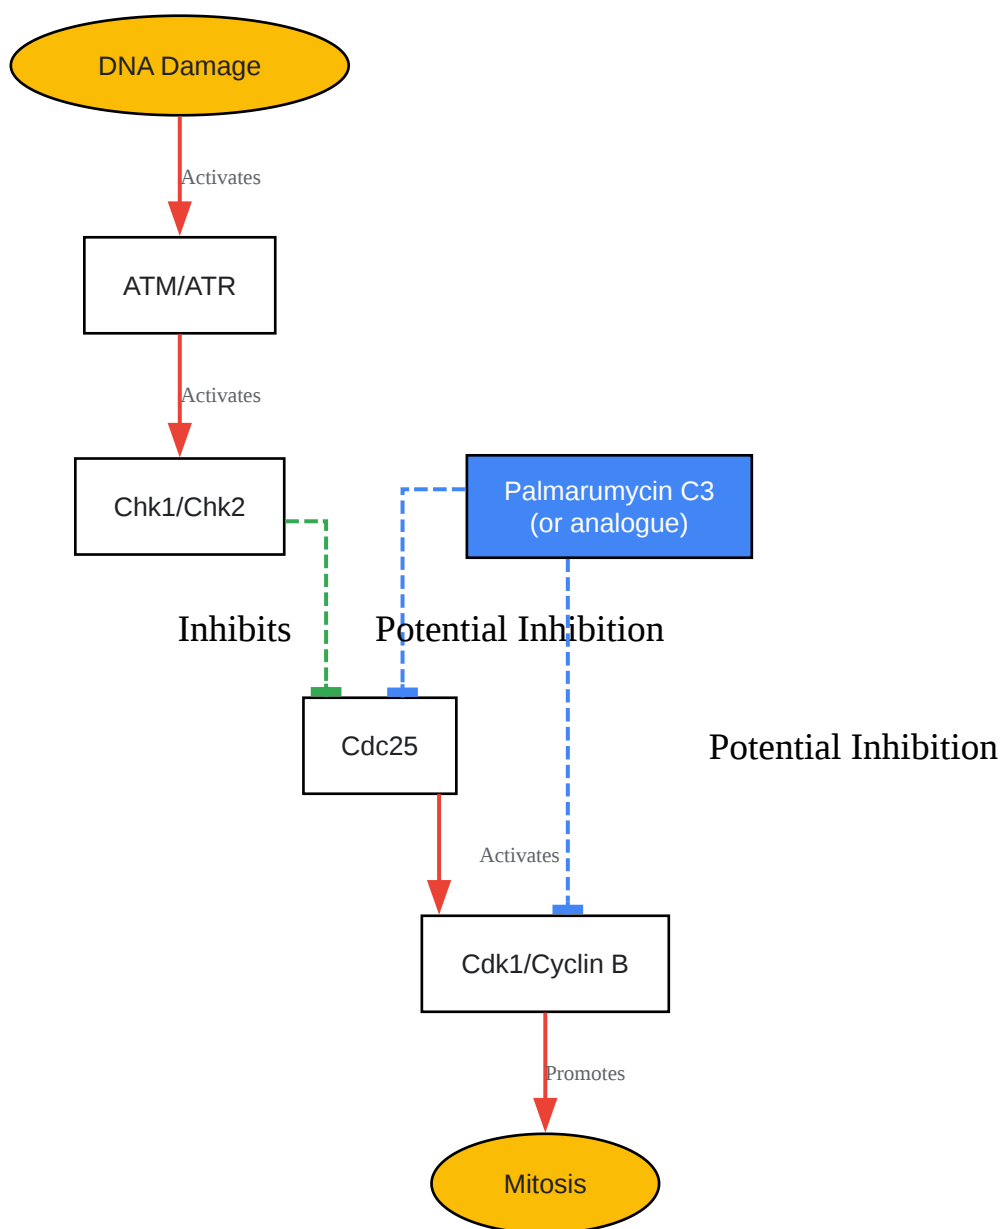 DNA Damage
Activates
ATM/ATR
Activates
Chk1/Chk2
Palmarumycin C3
(or analogue)
Inhibits
Potential Inhibition
Cdc25
Potential Inhibition
Activates
Cdk1/Cyclin B
Promotes
Mitosis